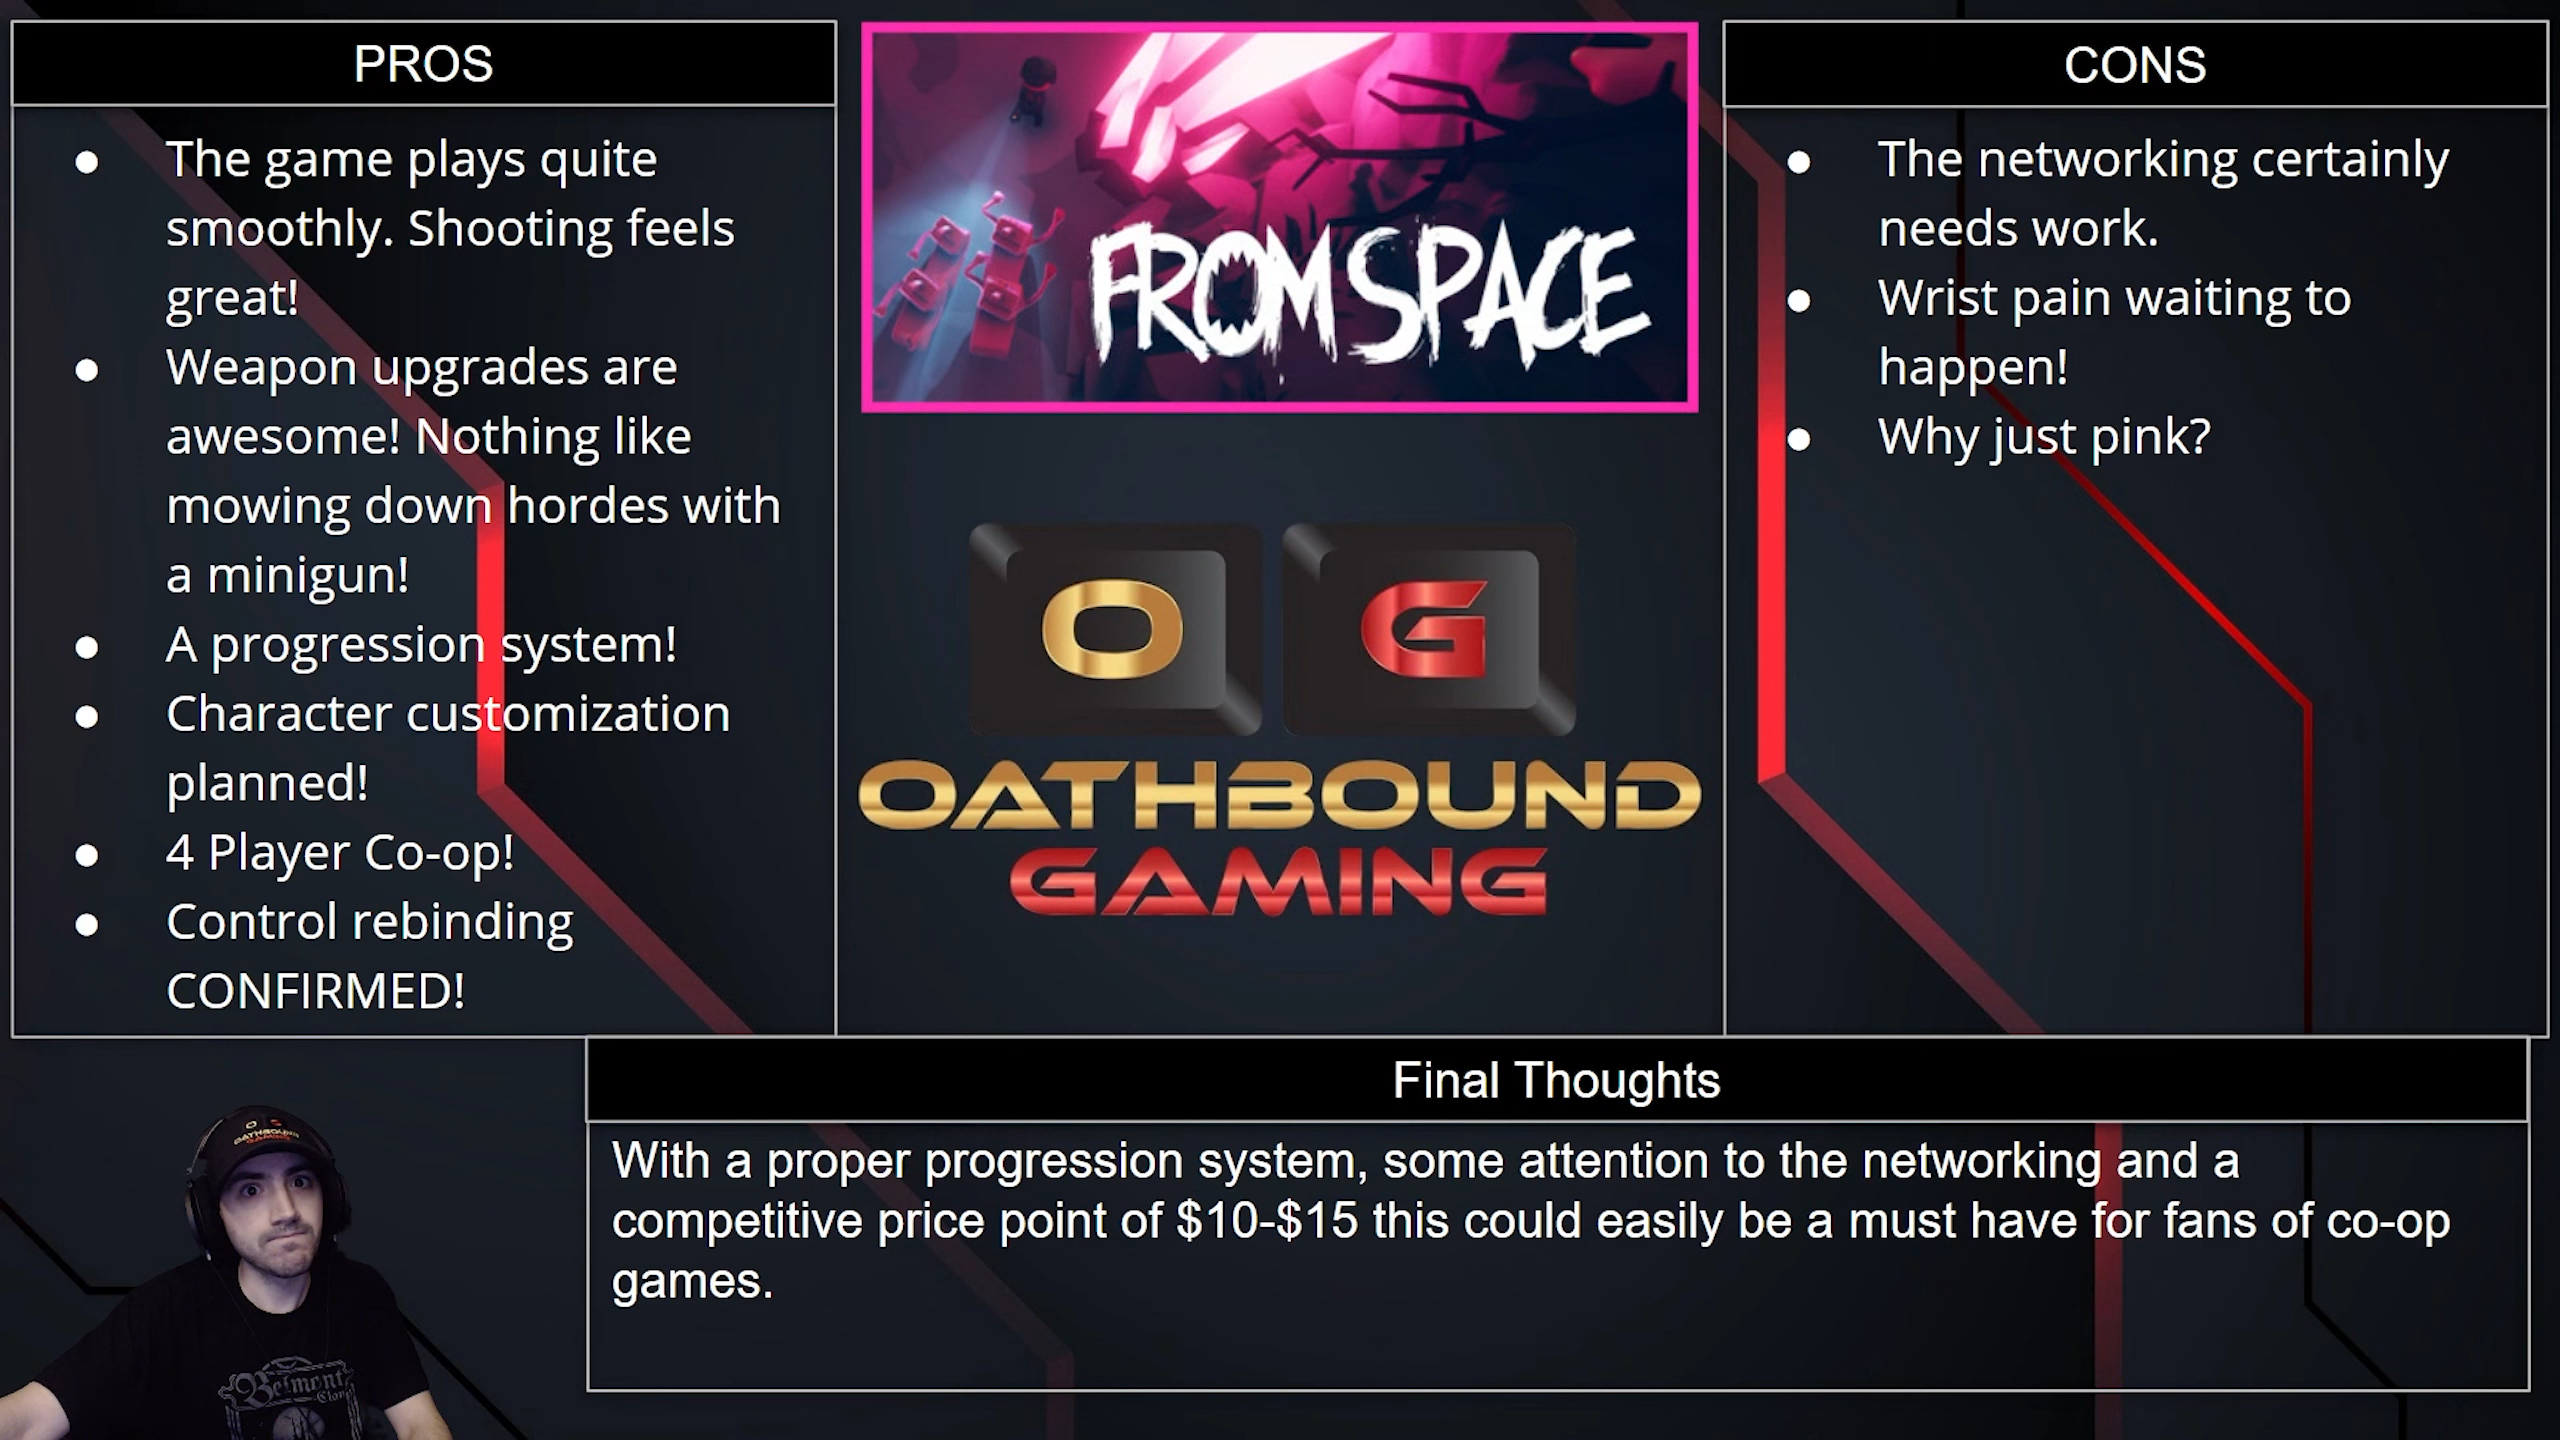 PROS
The game plays quite
smoothly. Shooting feels
great!
Weapon upgrades are
awesome! Nothing like
mowing down hordes with
a minigun!
A progression system!
Character customization
planned!
4 Player Co-op!
Control rebinding
CONFIRMED!
FROM SPACE
O G
OATHBOUND
GAMING
CONS
The networking certainly
needs work.
Wrist pain waiting to
happen!
Why just pink?
Final Thoughts
With a proper progression system, some attention to the networking and a
competitive price point of $10-$15 this could easily be a must have for fans of co-op
games.
O G
OATHBOUND
GAMING
Belmont
Clan